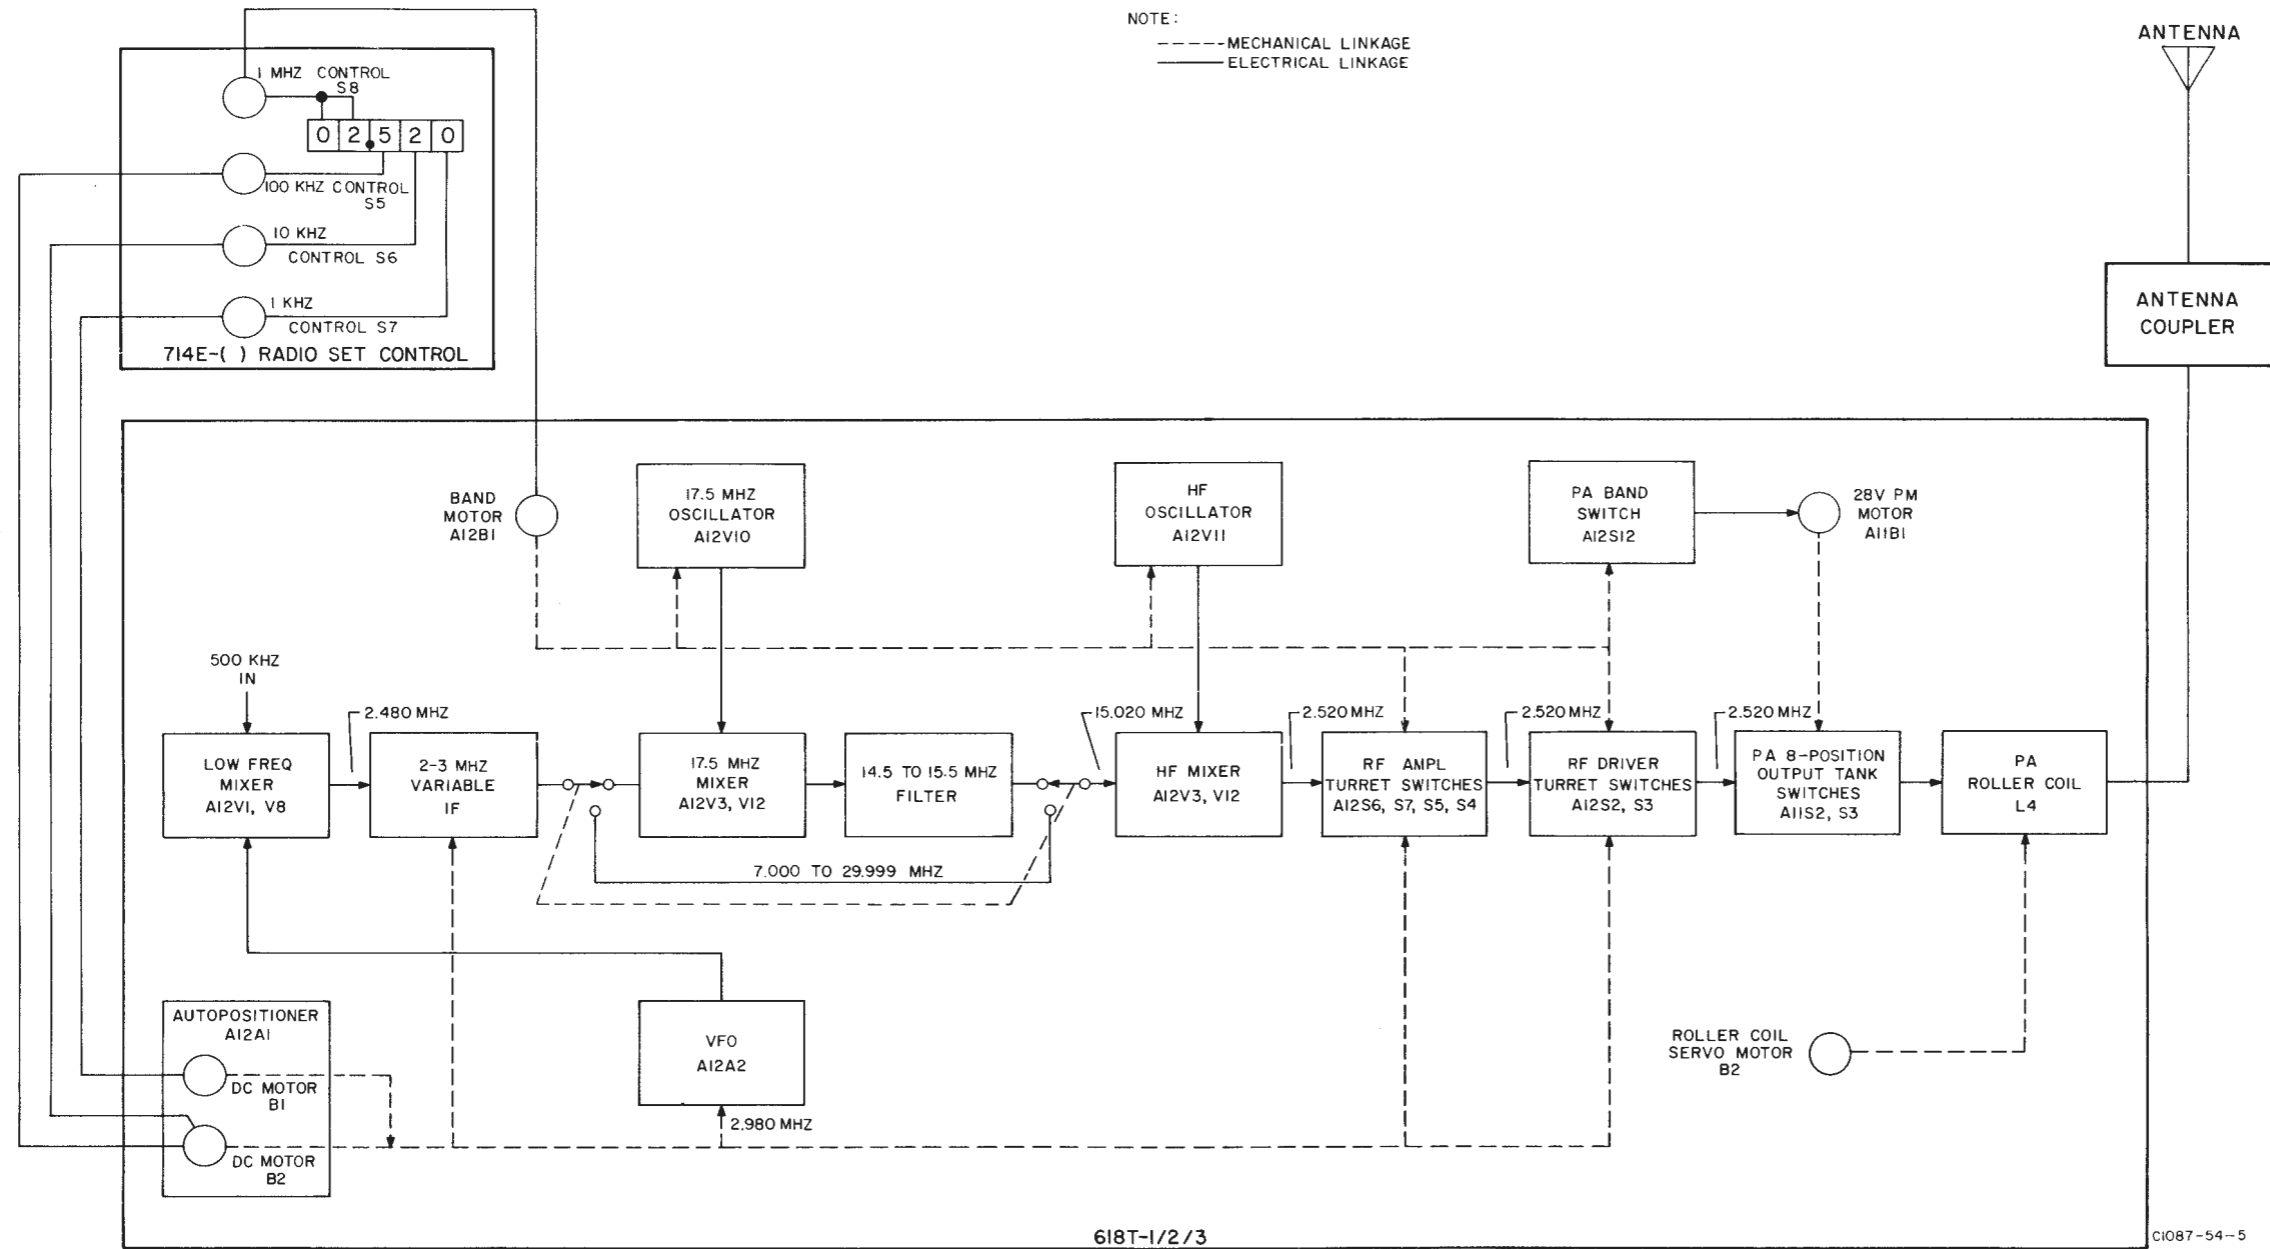 NOTE:
MECHANICAL LINKAGE
ELECTRICAL LINKAGE
ANTENNA
1 MHZ CONTROL
S8
0 2.5 2 0
100 KHZ CONTROL
S5
10 KHZ
CONTROL S6
1 KHZ
CONTROL S7
714E-( ) RADIO SET CONTROL
ANTENNA
COUPLER
BAND
MOTOR
A12B1
17.5 MHZ
OSCILLATOR
A12V10
HF
OSCILLATOR
A12V11
PA BAND
SWITCH
A12S12
28V PM
MOTOR
A11B1
500 KHZ
IN
2.480 MHZ
15.020 MHZ
2.520 MHZ
2.520 MHZ
2.520 MHZ
LOW FREQ
MIXER
A12V1, V8
2-3 MHZ
VARIABLE
IF
17.5 MHZ
MIXER
A12V3, V12
14.5 TO 15.5 MHZ
FILTER
HF MIXER
A12V3, V12
RF AMPL
TURRET SWITCHES
A12S6, S7, S5, S4
RF DRIVER
TURRET SWITCHES
A12S2, S3
PA 8-POSITION
OUTPUT TANK
SWITCHES
A11S2, S3
PA
ROLLER COIL
L4
7.000 TO 29.999 MHZ
AUTOPOSITIONER
A12A1
DC MOTOR
B1
DC MOTOR
B2
VFO
A12A2
2.980 MHZ
ROLLER COIL
SERVO MOTOR
B2
618T-1/2/3
C1087-54-5